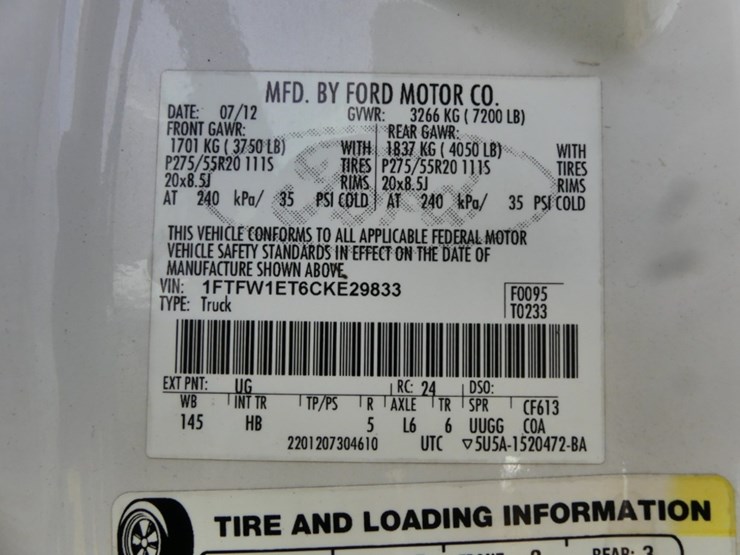 MFD. BY FORD MOTOR CO.
DATE: 07/12 GVWR: 3266 KG ( 7200 LB)
FRONT GAWR: REAR GAWR:
1701 KG ( 3750 LB) WITH 1837 KG ( 4050 LB) WITH
P275/55R20 111S TIRES P275/55R20 111S TIRES
20x8.5J RIMS 20x8.5J RIMS
AT 240 kPa/ 35 PSI COLD AT 240 kPa/ 35 PSI COLD
THIS VEHICLE CONFORMS TO ALL APPLICABLE FEDERAL MOTOR
VEHICLE SAFETY STANDARDS IN EFFECT ON THE DATE OF
MANUFACTURE SHOWN ABOVE.
VIN: 1FTFW1ET6CKE29833 F0095
TYPE: Truck T0233
EXT PNT: UG RC: 24 DSO:
WB INT TR TP/PS R AXLE TR SPR CF613
145 HB 5 L6 6 UUGG COA
2201207304610 UTC ▽5U5A-1520472-BA
TIRE AND LOADING INFORMATION
REAR: 3